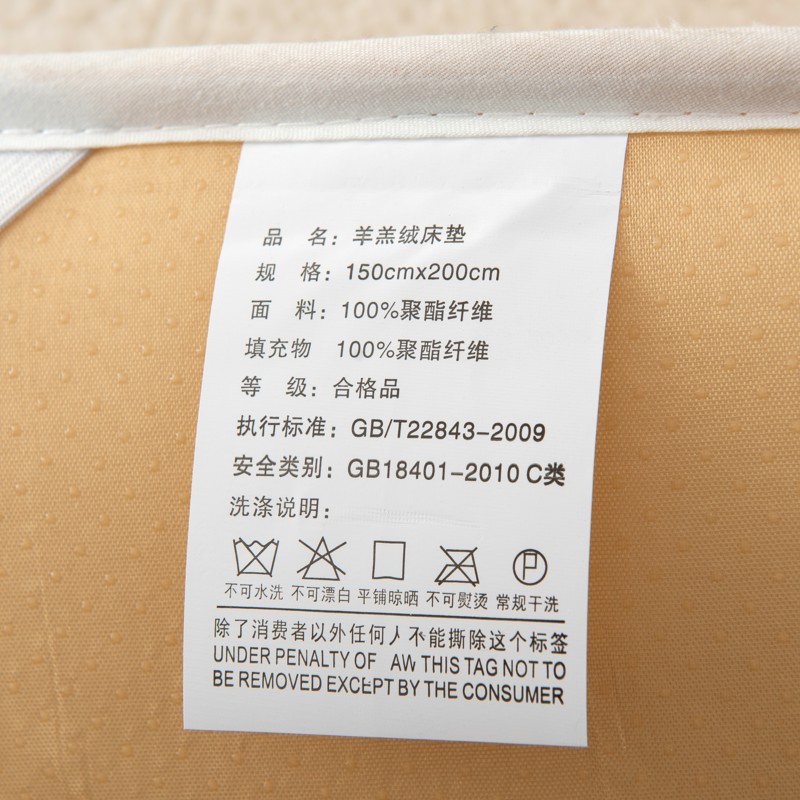 品 名：羊羔绒床垫
规 格：150cmx200cm
面 料：100%聚酯纤维
填充物 100%聚酯纤维
等 级：合格品
执行标准：GB/T22843-2009
安全类别：GB18401-2010 C类
洗涤说明：
P
不可水洗 不可漂白 平铺晾晒 不可熨烫 常规干洗
除了消费者以外任何人不能撕除这个标签
UNDER PENALTY OF AW THIS TAG NOT TO
BE REMOVED EXCEPT BY THE CONSUMER